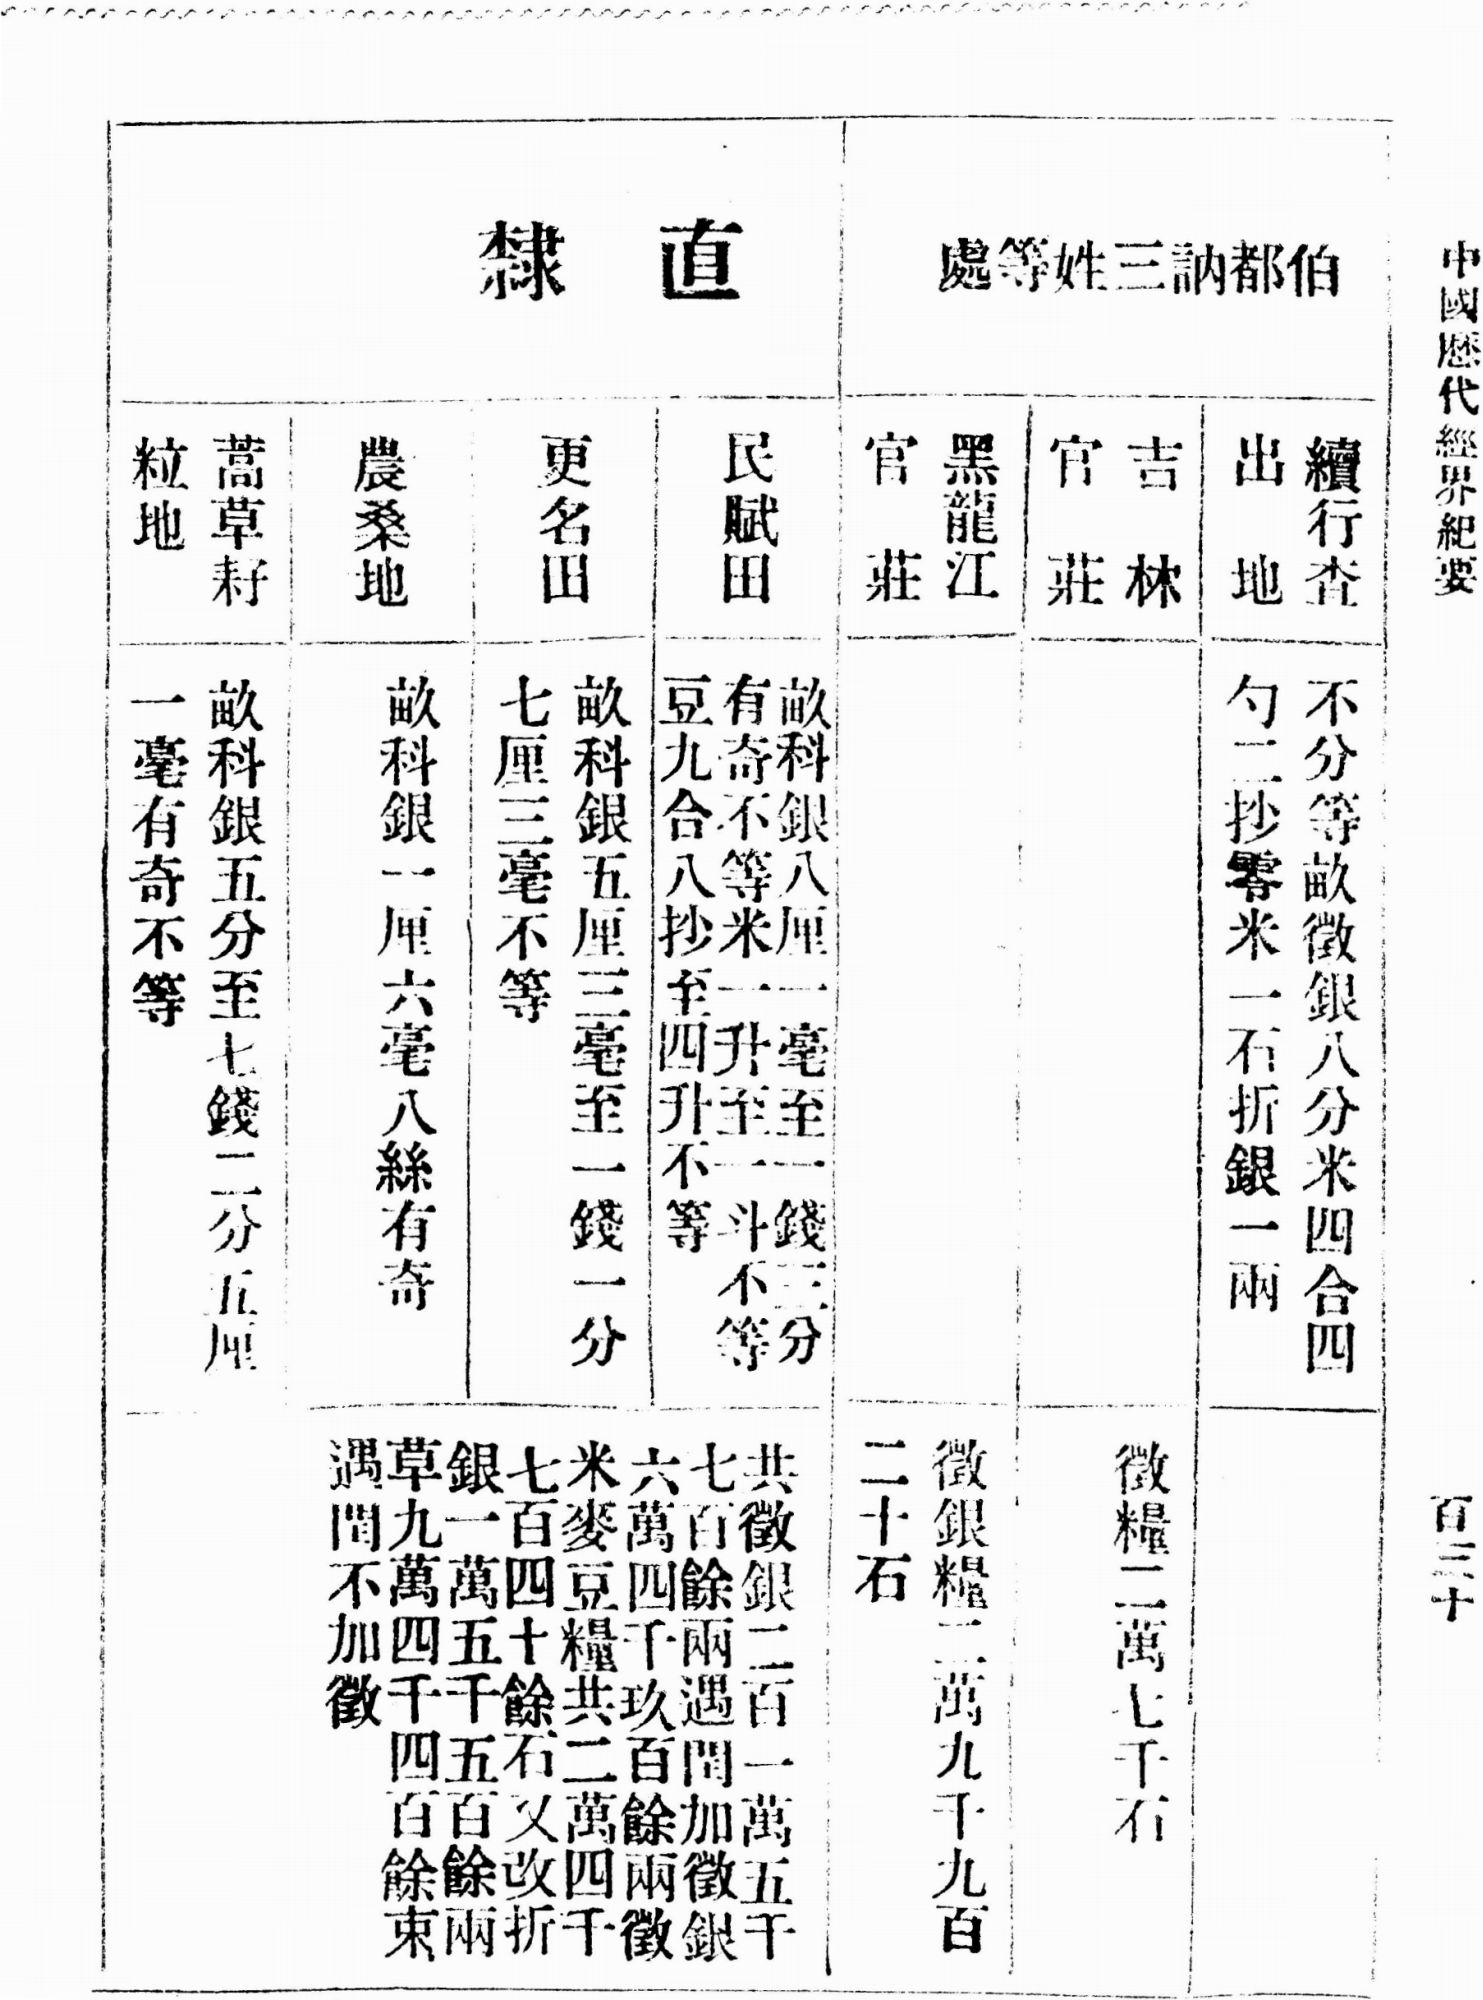 中國歷代經界紀要
百三十
伯都訥三姓等處
續行查
出地
不分等畝徵銀八分米四合四
勺二抄零米一石折銀一兩
吉林
官莊
徵糧二萬七千石
黑龍江
官莊
徵銀糧二萬九千九百
二十石
直隸
民賦田
畝科銀八厘一毫至一錢三分
有奇不等米一升至一斗不等
豆九合八抄至四升不等
更名田
畝科銀五厘三毫至一錢一分
七厘三毫不等
農桑地
畝科銀一厘六毫八絲有奇
蒿草籽
粒地
畝科銀五分至七錢二分五厘
一毫有奇不等
共徵銀二百一萬五千
七百餘兩遇閏加徵銀
六萬四千玖百餘兩徵
米麥豆糧共二萬四千
七百四十餘石又改折
銀一萬五千五百餘兩
草九萬四千四百餘束
遇閏不加徵